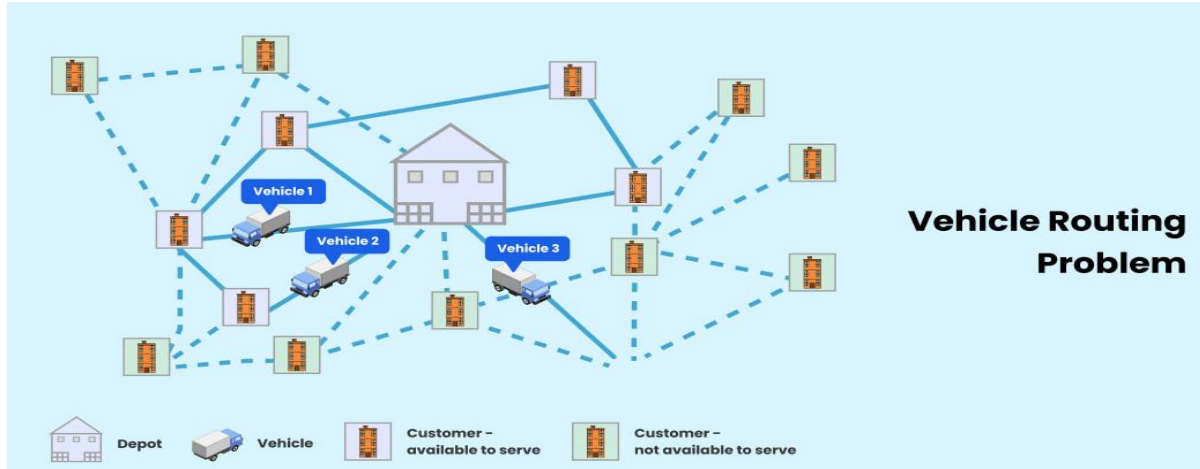 Vehicle 1
Vehicle 2
Vehicle 3
Vehicle Routing
Problem
Depot
Vehicle
Customer -
available to serve
Customer -
not available to serve